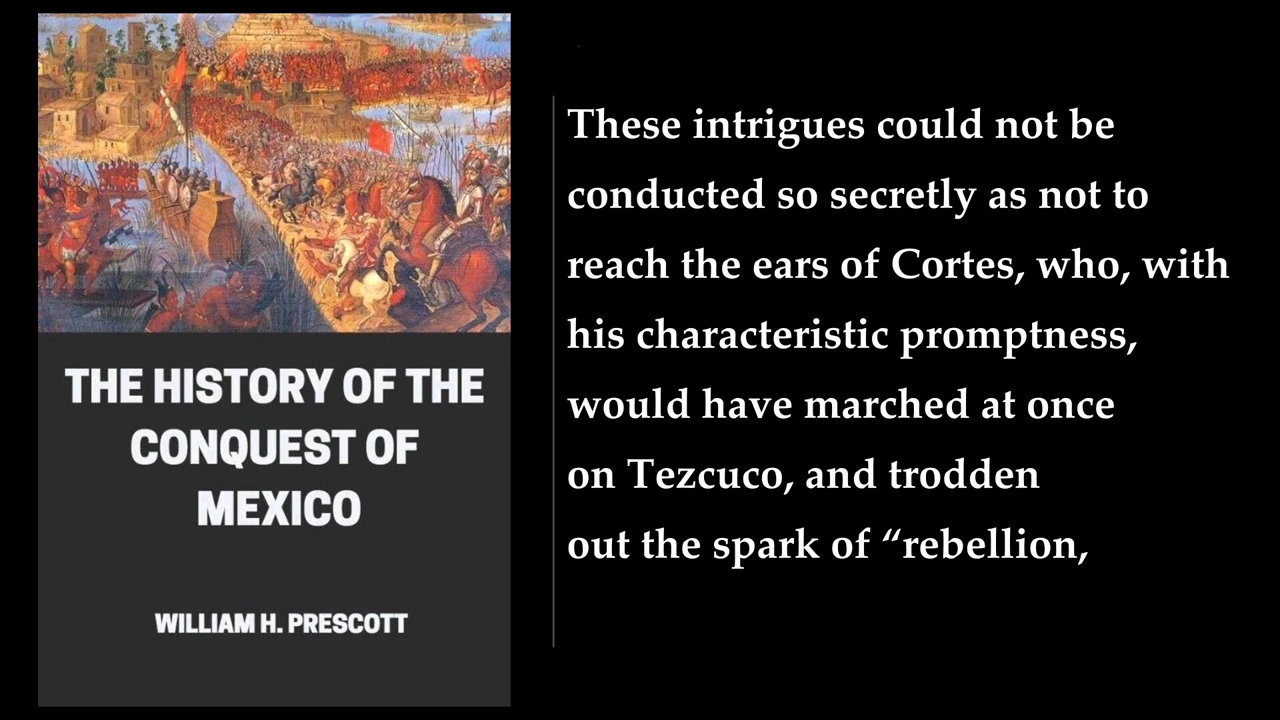 THE HISTORY OF THE
CONQUEST OF
MEXICO
WILLIAM H. PRESCOTT
These intrigues could not be
conducted so secretly as not to
reach the ears of Cortes, who, with
his characteristic promptness,
would have marched at once
on Tezcuco, and trodden
out the spark of “rebellion,